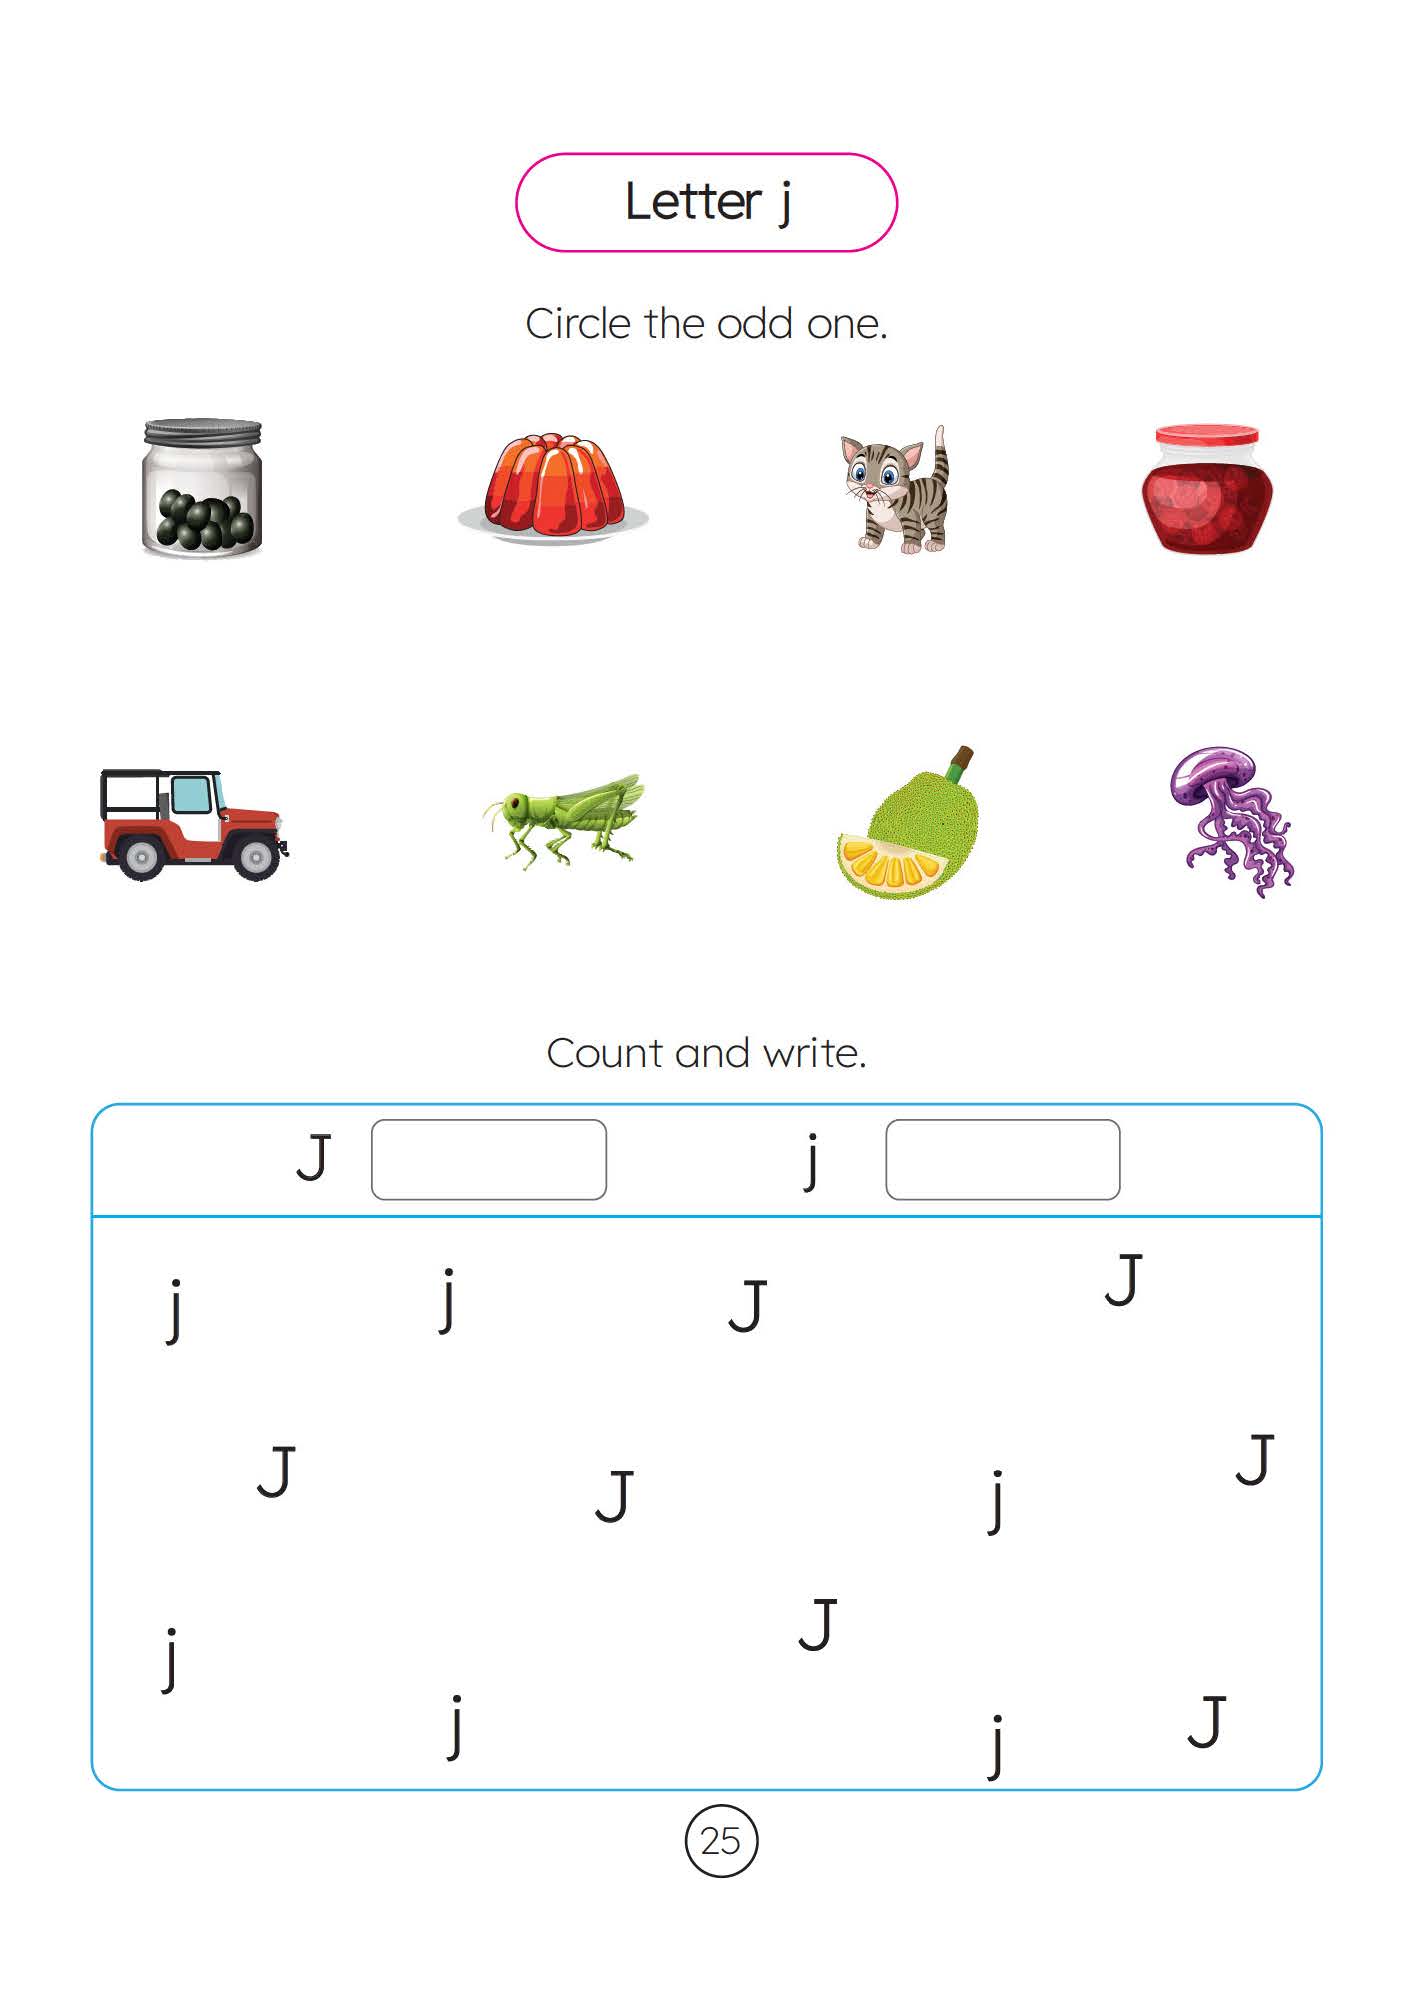 Letter j
Circle the odd one.
Count and write.
J j
j j J J
J J j J
j j J j J
25